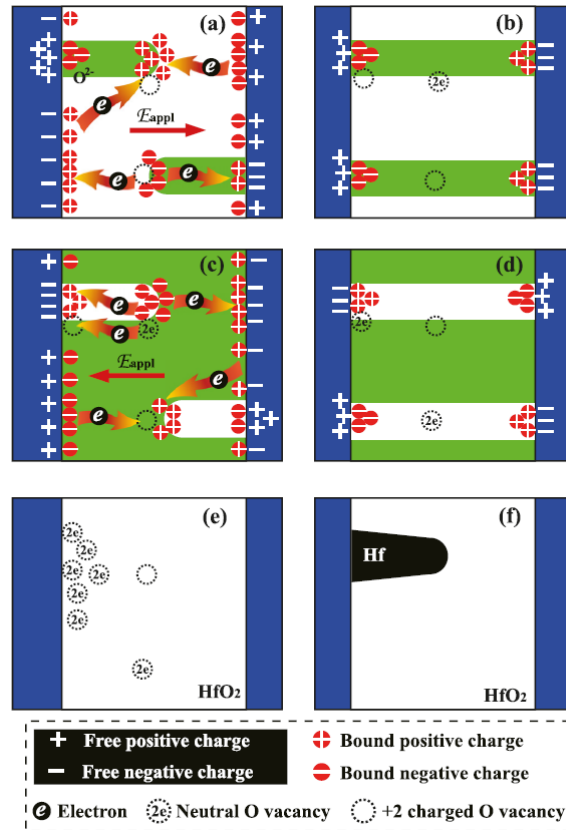 (a)
e
O2-
e
Eappl
e
e
(b)
2e
(c)
e
e
e
2e
Eappl
e
e
(d)
2e
2e
(e)
2e
2e
2e
2e
2e
2e
2e
HfO2
(f)
Hf
HfO2
+ Free positive charge
Bound positive charge
− Free negative charge
Bound negative charge
e Electron 2e Neutral O vacancy +2 charged O vacancy